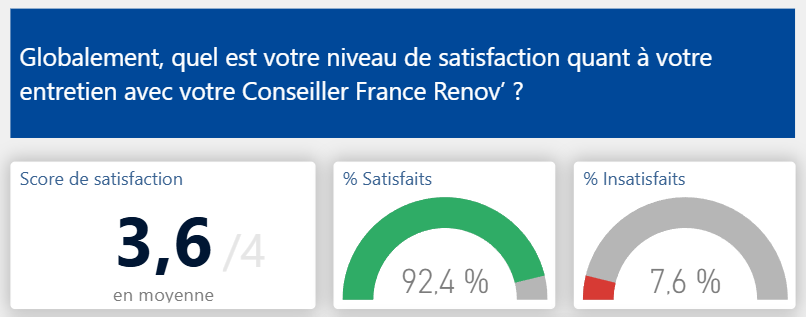 Globalement, quel est votre niveau de satisfaction quant à votre
entretien avec votre Conseiller France Renov’ ?
Score de satisfaction
3,6 /4
en moyenne
% Satisfaits
92,4 %
% Insatisfaits
7,6 %